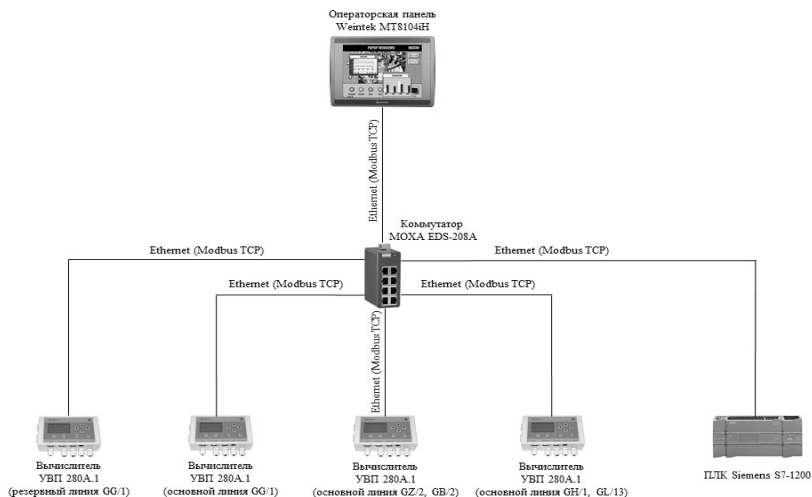 Операторская панель
Weintek MT8104iH
POPUP WINDOWS
Ethernet (Modbus TCP)
Коммутатор
MOXA EDS-208A
Ethernet (Modbus TCP)
Ethernet (Modbus TCP)
Ethernet (Modbus TCP)
Ethernet (Modbus TCP)
Ethernet (Modbus TCP)
Вычислитель
УВП 280А.1
(резервный линия GG/1)
Вычислитель
УВП 280А.1
(основной линия GG/1)
Вычислитель
УВП 280А.1
(основной линия GZ/2, GB/2)
Вычислитель
УВП 280А.1
(основной линия GH/1, GL/13)
ПЛК Siemens S7-1200